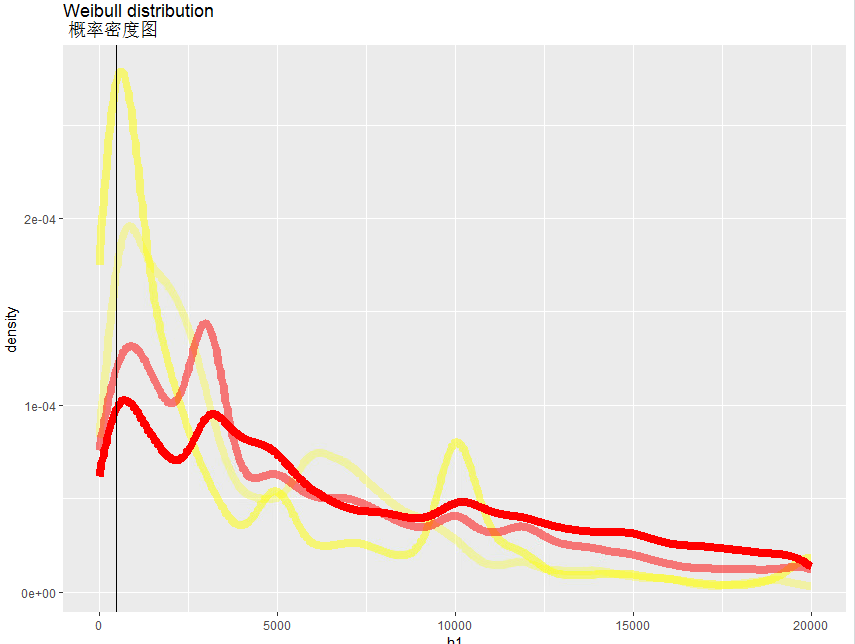 Weibull distribution
概率密度图
2e-04
density
1e-04
0e+00
0 5000 10000 15000 20000
h1